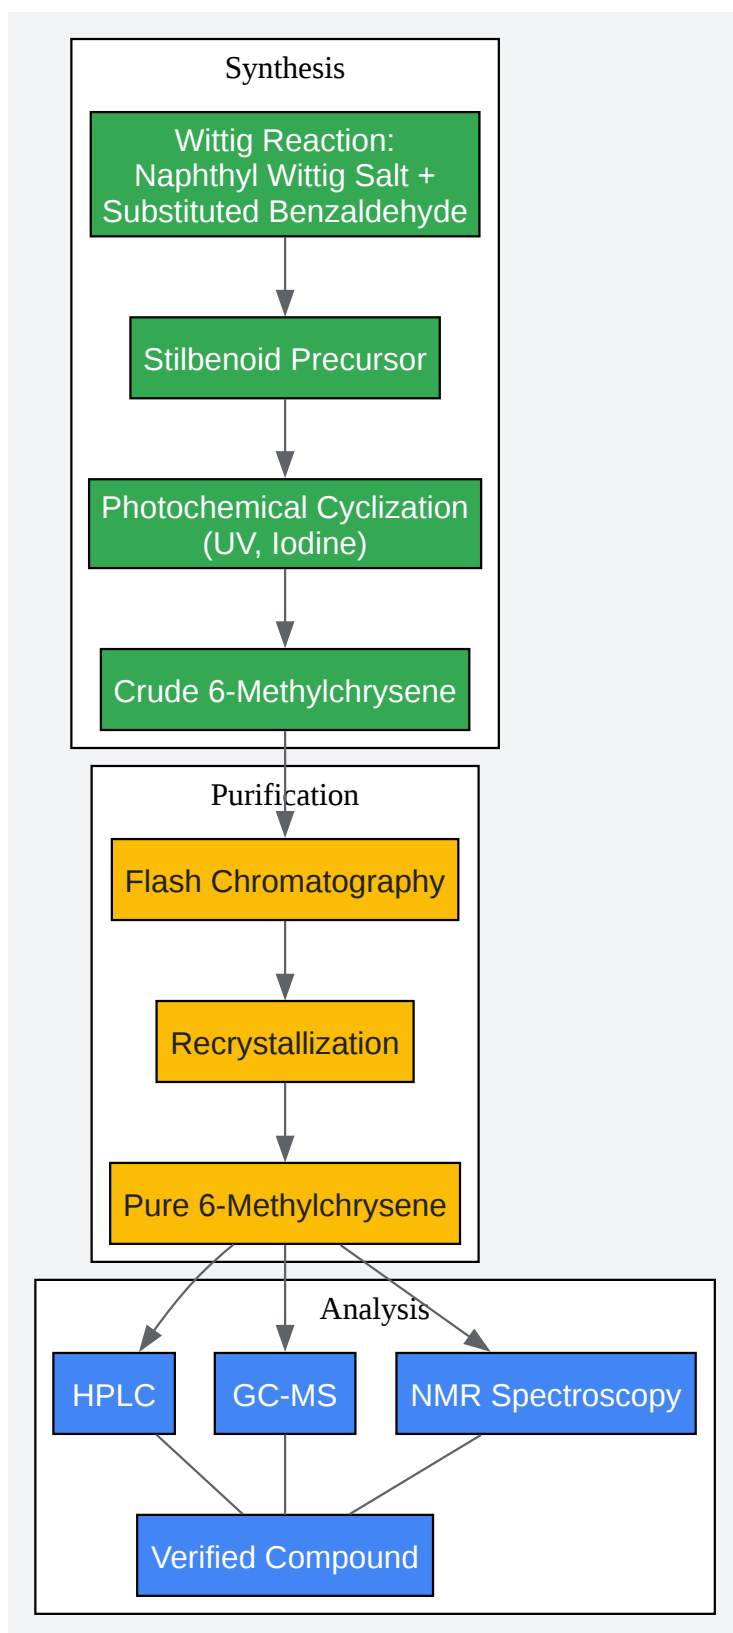 Synthesis
Wittig Reaction:
Naphthyl Wittig Salt +
Substituted Benzaldehyde
Stilbenoid Precursor
Photochemical Cyclization
(UV, Iodine)
Crude 6-Methylchrysene
Purification
Flash Chromatography
Recrystallization
Pure 6-Methylchrysene
Analysis
HPLC
GC-MS
NMR Spectroscopy
Verified Compound